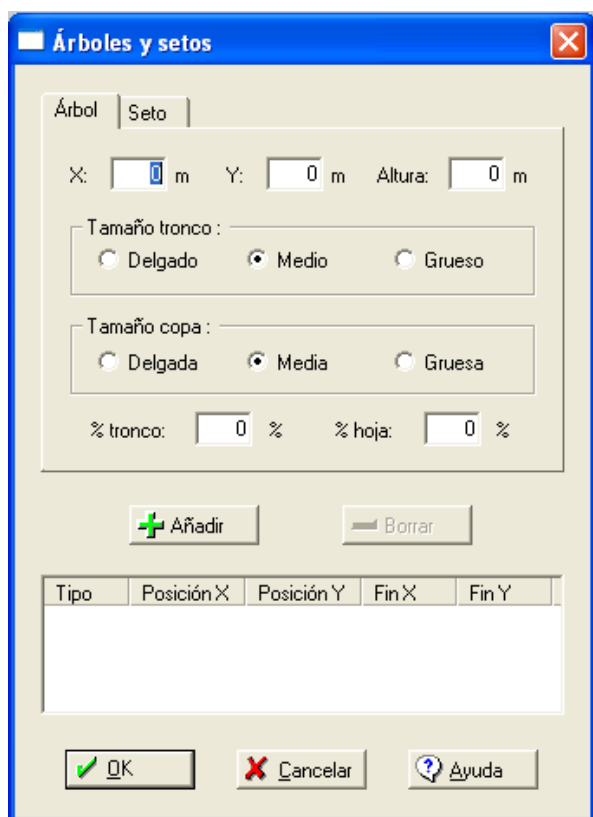 Árboles y setos
Árbol Seto
X: 0 m Y: 0 m Altura: 0 m
Tamaño tronco :
Delgado Medio Grueso
Tamaño copa :
Delgada Media Gruesa
% tronco: 0 % % hoja: 0 %
Añadir Borrar
Tipo Posición X Posición Y Fin X Fin Y
OK Cancelar Ayuda